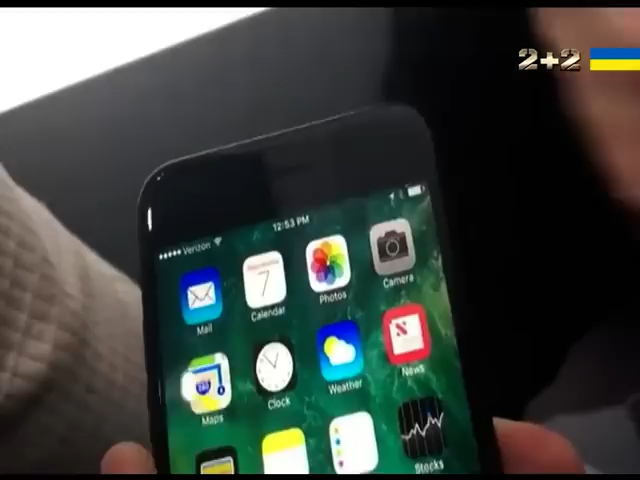 2+2
12:53 PM
Verizon
Mail
Calendar
7
Photos
Camera
Maps
Clock
Weather
News
Stocks